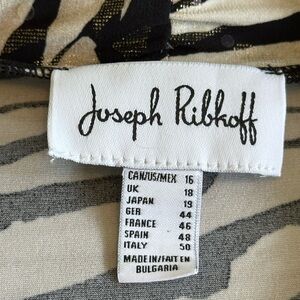 Joseph Ribkoff
CAN/US/MEX 16
UK 18
JAPAN 19
GER 44
FRANCE 46
SPAIN 48
ITALY 50
MADE IN/FAIT EN
BULGARIA